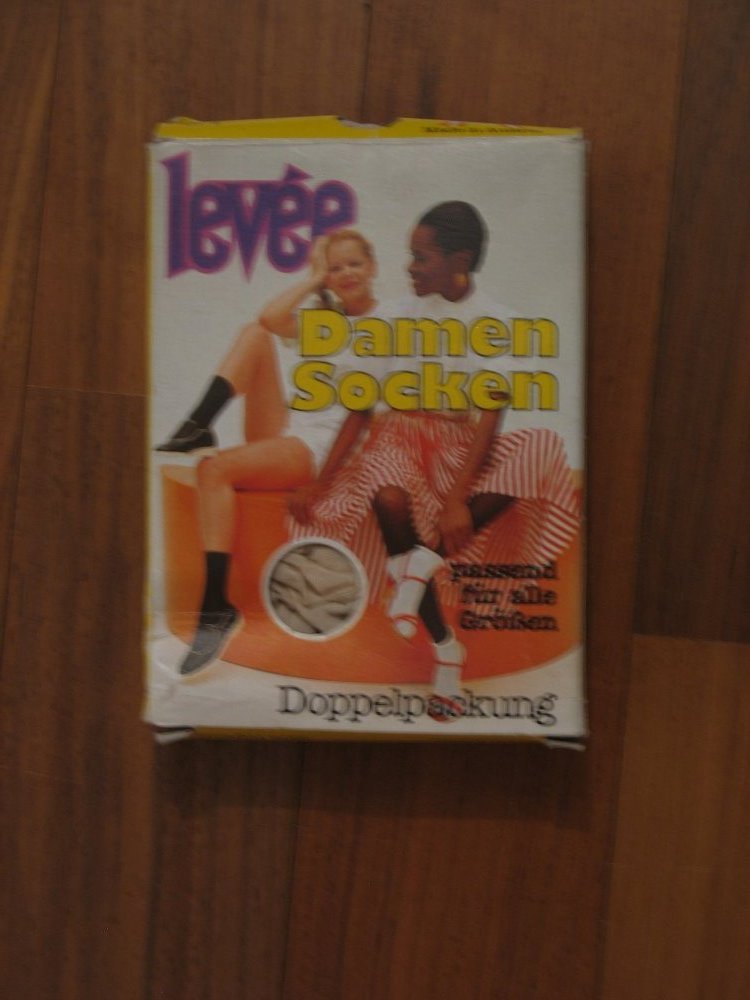 levée
Damen
Socken
passend
für alle
Größen
Doppelpackung